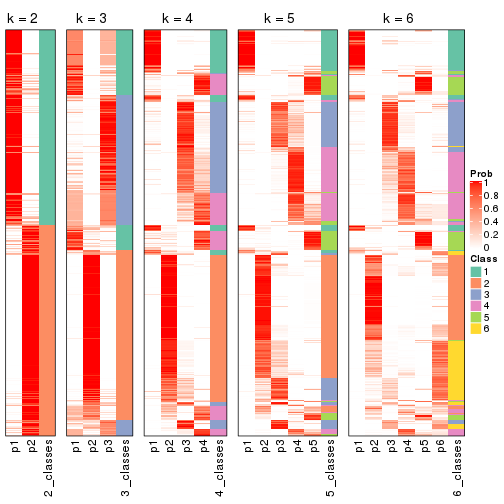 k = 2
k = 3
k = 4
k = 5
k = 6
Prob
1
0.8
0.6
0.4
0.2
0
Class
1
2
3
4
5
6
p1
p2
2_classes
p1
p2
p3
3_classes
p1
p2
p3
p4
4_classes
p1
p2
p3
p4
p5
5_classes
p1
p2
p3
p4
p5
p6
6_classes